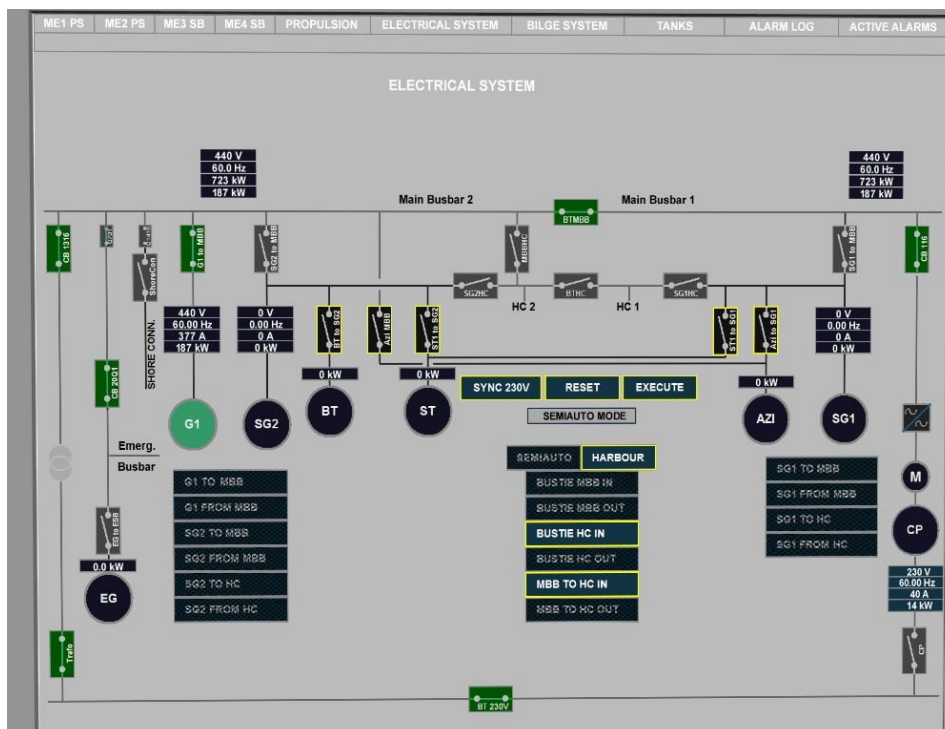 ME1 PS
ME2 PS
ME3 SB
ME4 SB
PROPULSION
ELECTRICAL SYSTEM
BILGE SYSTEM
TANKS
ALARM LOG
ACTIVE ALARMS
ELECTRICAL SYSTEM
440 V
60.0 Hz
723 kW
187 kW
440 V
60.0 Hz
723 kW
187 kW
Main Busbar 2
Main Busbar 1
BTMBB
CB 1316
G1 to MBB
SG2 to MBB
MBBHC
SG1 to MBB
CB 116
ShoreCon
SHORE CONN.
SG2HC
BTHC
SG1HC
HC 2
HC 1
440 V
60.00 Hz
377 A
187 kW
0 V
0.00 Hz
0 A
0 kW
BT to SG2
Azi MBB
ST1 to SG2
ST1 to SG1
Azi to SG1
0 V
0.00 Hz
0 A
0 kW
CB 20Q1
0 kW
0 kW
0 kW
SYNC 230V
RESET
EXECUTE
SEMIAUTO MODE
G1
SG2
BT
ST
AZI
SG1
Emerg.
Busbar
SEMIAUTO
HARBOUR
G1 TO MBB
G1 FROM MBB
SG2 TO MBB
SG2 FROM MBB
SG2 TO HC
SG2 FROM HC
BUSTIE MBB IN
BUSTIE MBB OUT
BUSTIE HC IN
BUSTIE HC OUT
MBB TO HC IN
MBB TO HC OUT
SG1 TO MBB
SG1 FROM MBB
SG1 TO HC
SG1 FROM HC
M
CP
EG to ESB
0.0 kW
EG
230 V
60.00 Hz
40 A
14 kW
Trafo
CP
BT 230V